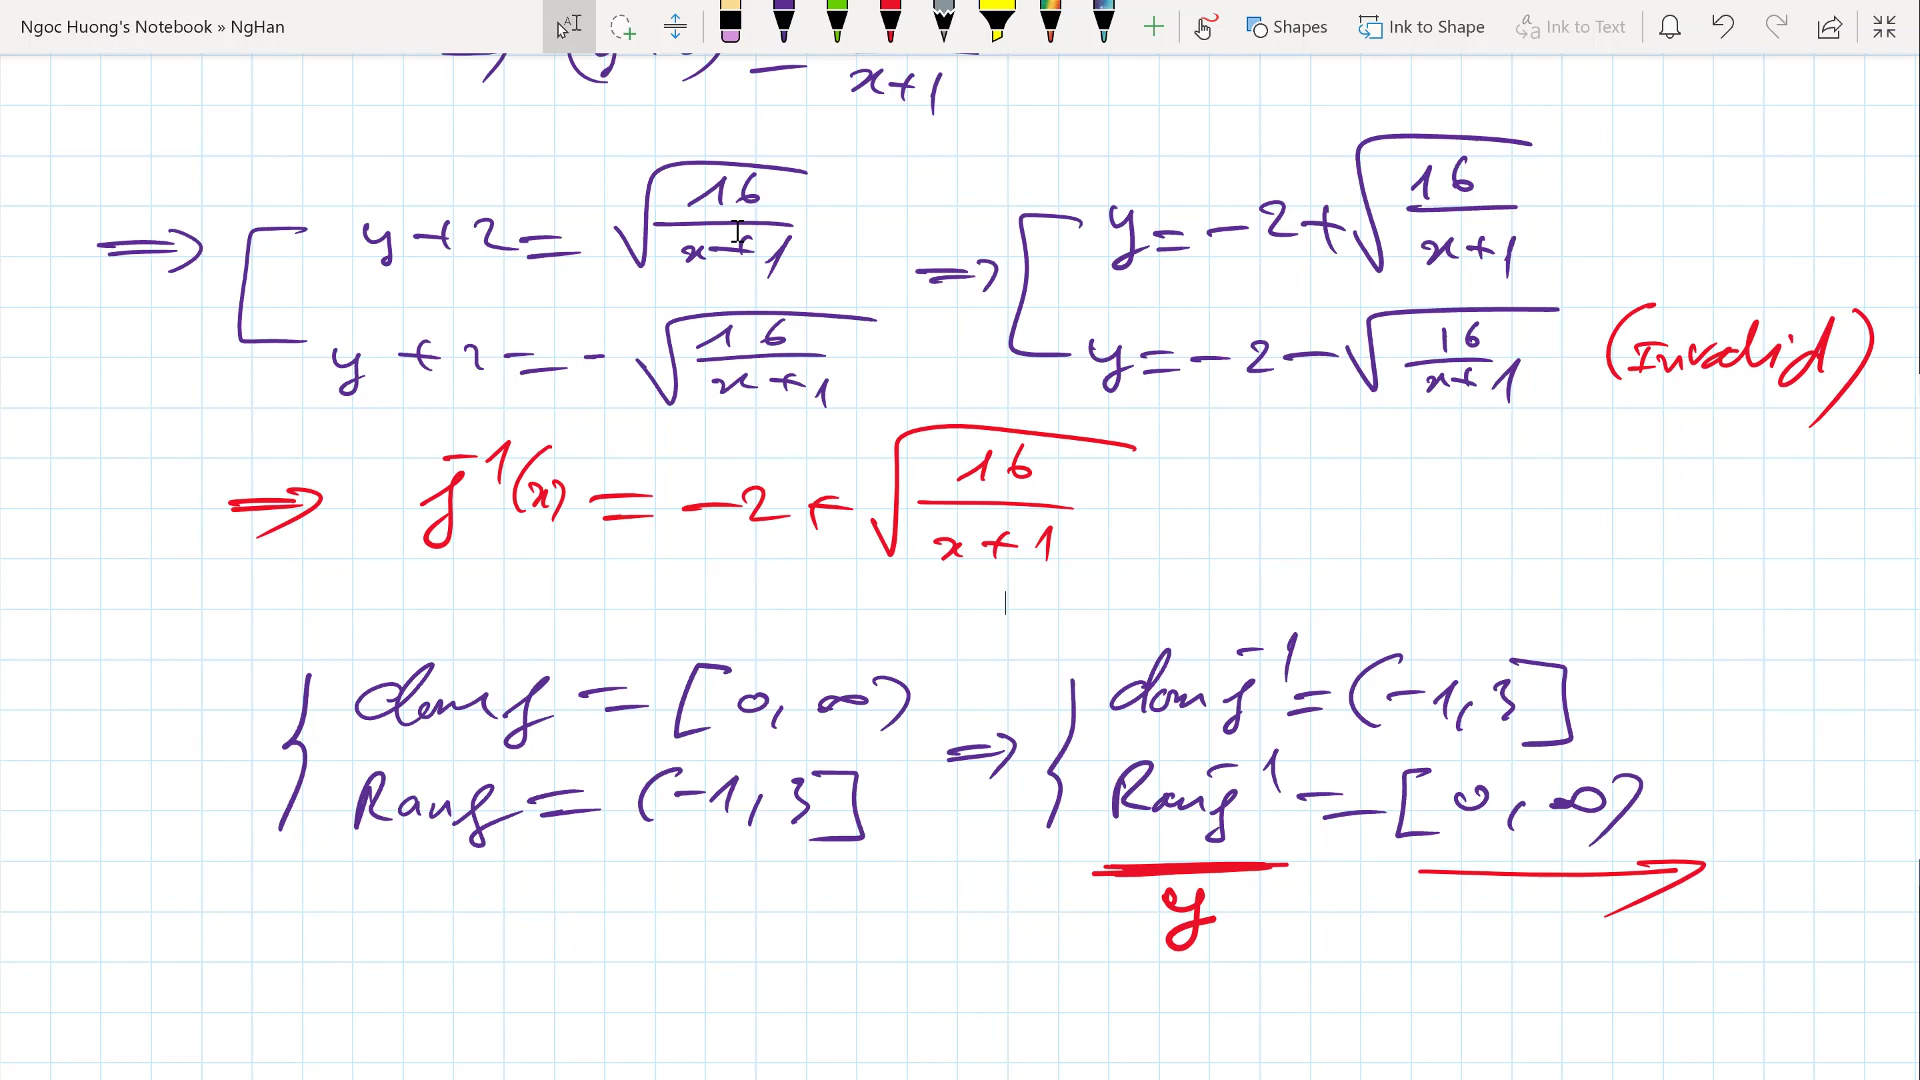 Ngoc Huong's Notebook » NgHan
Shapes Ink to Shape Ink to Text
x+1
⟹ [ y + 2 = √(16/(x+1)) ⟹ [ y = -2 + √(16/(x+1))
y + 2 = - √(16/(x+1)) y = -2 - √(16/(x+1)) (Invalid)
⟹ f⁻¹(x) = -2 + √(16/(x+1))
{ dom f = [0, ∞) ⟹ { dom f⁻¹ = (-1, 3]
Ran f = (-1, 3] Ran f⁻¹ = [0, ∞)
y